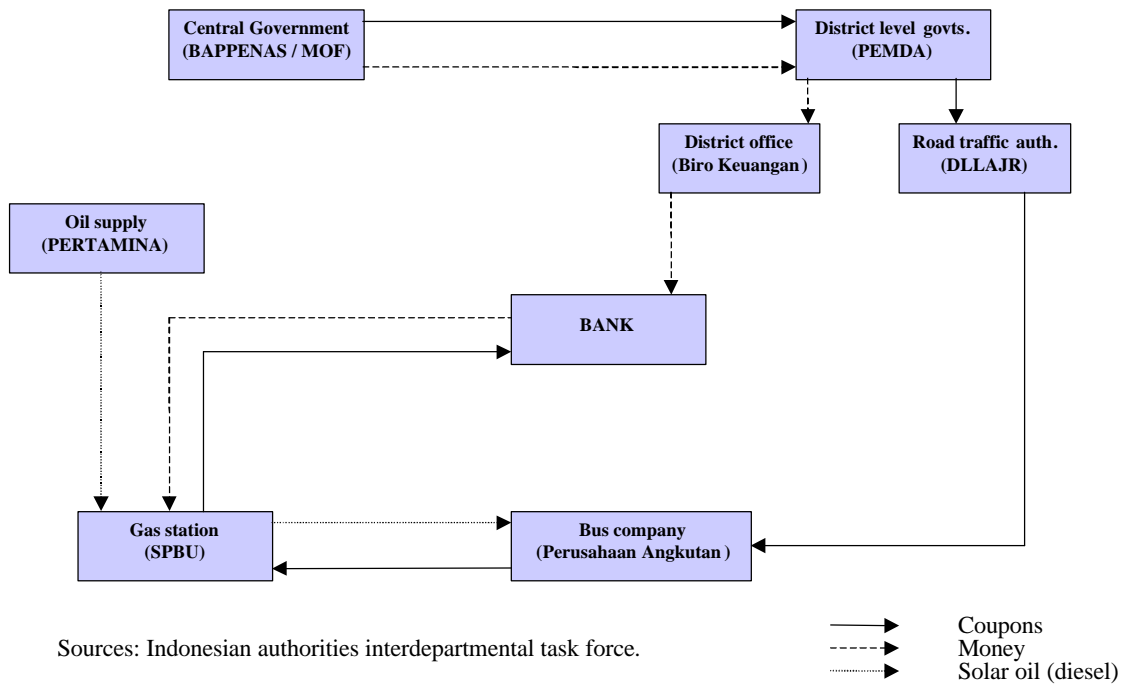 Central Government
(BAPPENAS / MOF)
District level govts.
(PEMDA)
District office
(Biro Keuangan)
Road traffic auth.
(DLLAJR)
Oil supply
(PERTAMINA)
BANK
Gas station
(SPBU)
Bus company
(Perusahaan Angkutan )
Sources: Indonesian authorities interdepartmental task force.
Coupons
Money
Solar oil (diesel)